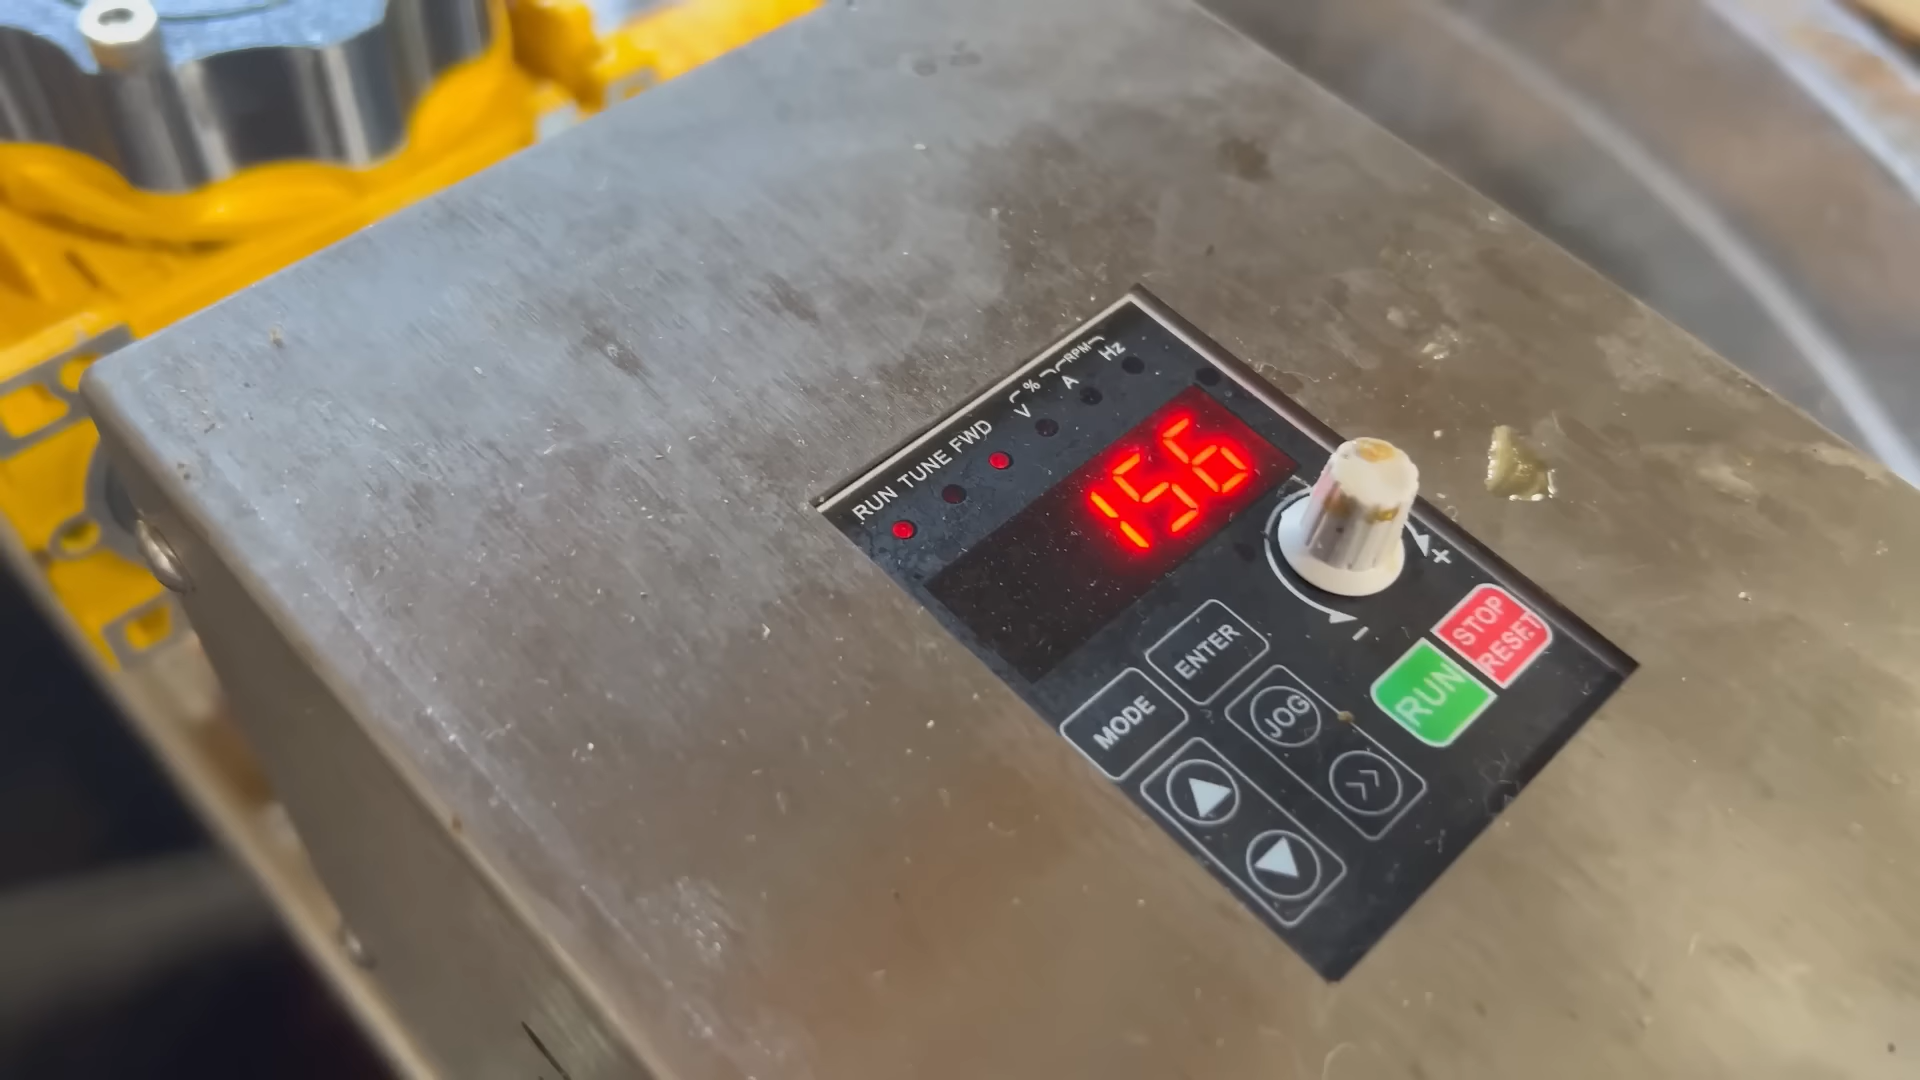 RUN TUNE FWD V % A RPM Hz
156
+
-
ENTER
STOP
RESET
MODE
JOG
RUN
>>